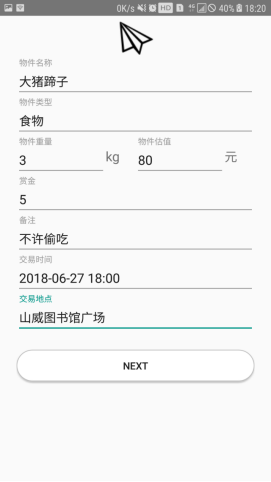 0K/s HD 1 4G 40% 18:20
物件名称
大猪蹄子
物件类型
食物
物件重量 物件估值
3 kg 80 元
赏金
5
备注
不许偷吃
交易时间
2018-06-27 18:00
交易地点
山威图书馆广场
NEXT